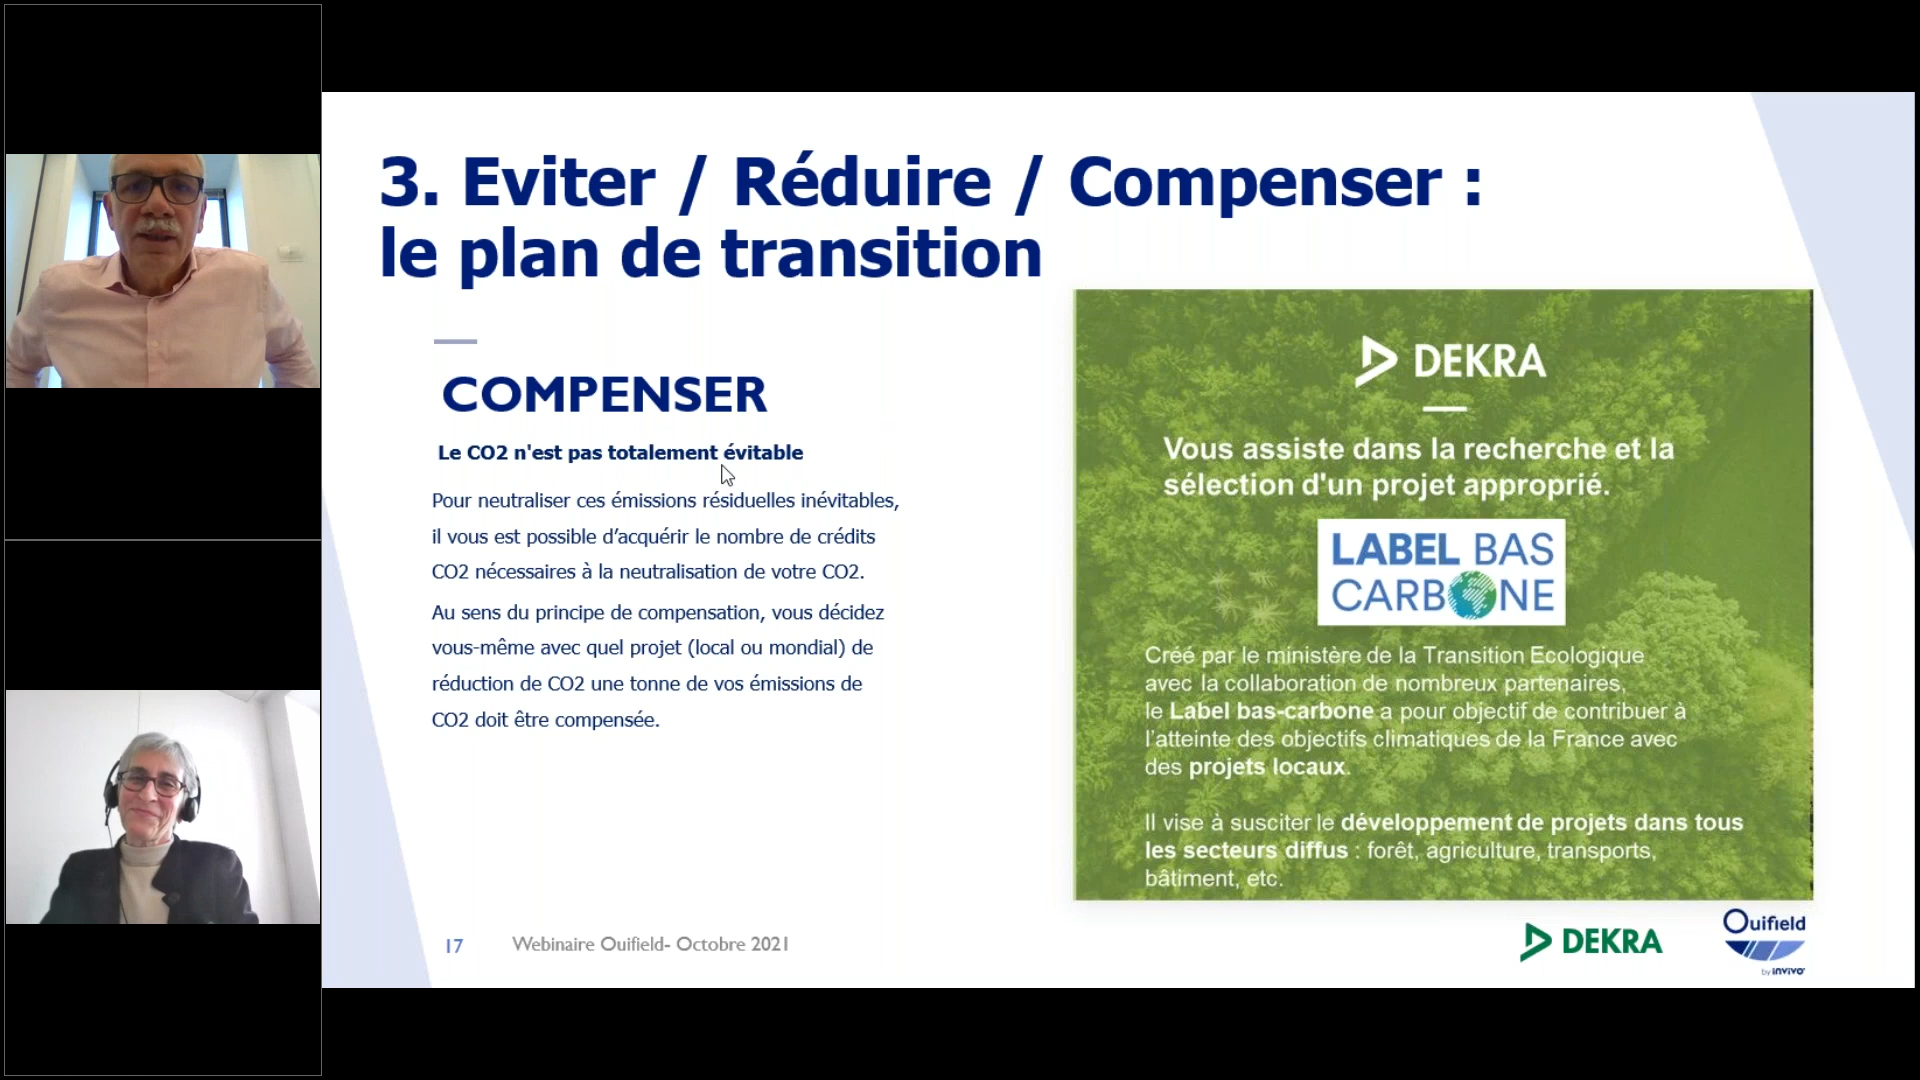 3. Eviter / Réduire / Compenser :
le plan de transition
COMPENSER
Le CO2 n'est pas totalement évitable
Pour neutraliser ces émissions résiduelles inévitables,
il vous est possible d’acquérir le nombre de crédits
CO2 nécessaires à la neutralisation de votre CO2.
Au sens du principe de compensation, vous décidez
vous-même avec quel projet (local ou mondial) de
réduction de CO2 une tonne de vos émissions de
CO2 doit être compensée.
DEKRA
Vous assiste dans la recherche et la
sélection d'un projet approprié.
LABEL BAS
CARBONE
Créé par le ministère de la Transition Ecologique
avec la collaboration de nombreux partenaires,
le Label bas-carbone a pour objectif de contribuer à
l’atteinte des objectifs climatiques de la France avec
des projets locaux.
Il vise à susciter le développement de projets dans tous
les secteurs diffus : forêt, agriculture, transports,
bâtiment, etc.
17
Webinaire Ouifield- Octobre 2021
DEKRA
Ouifield
by invivo